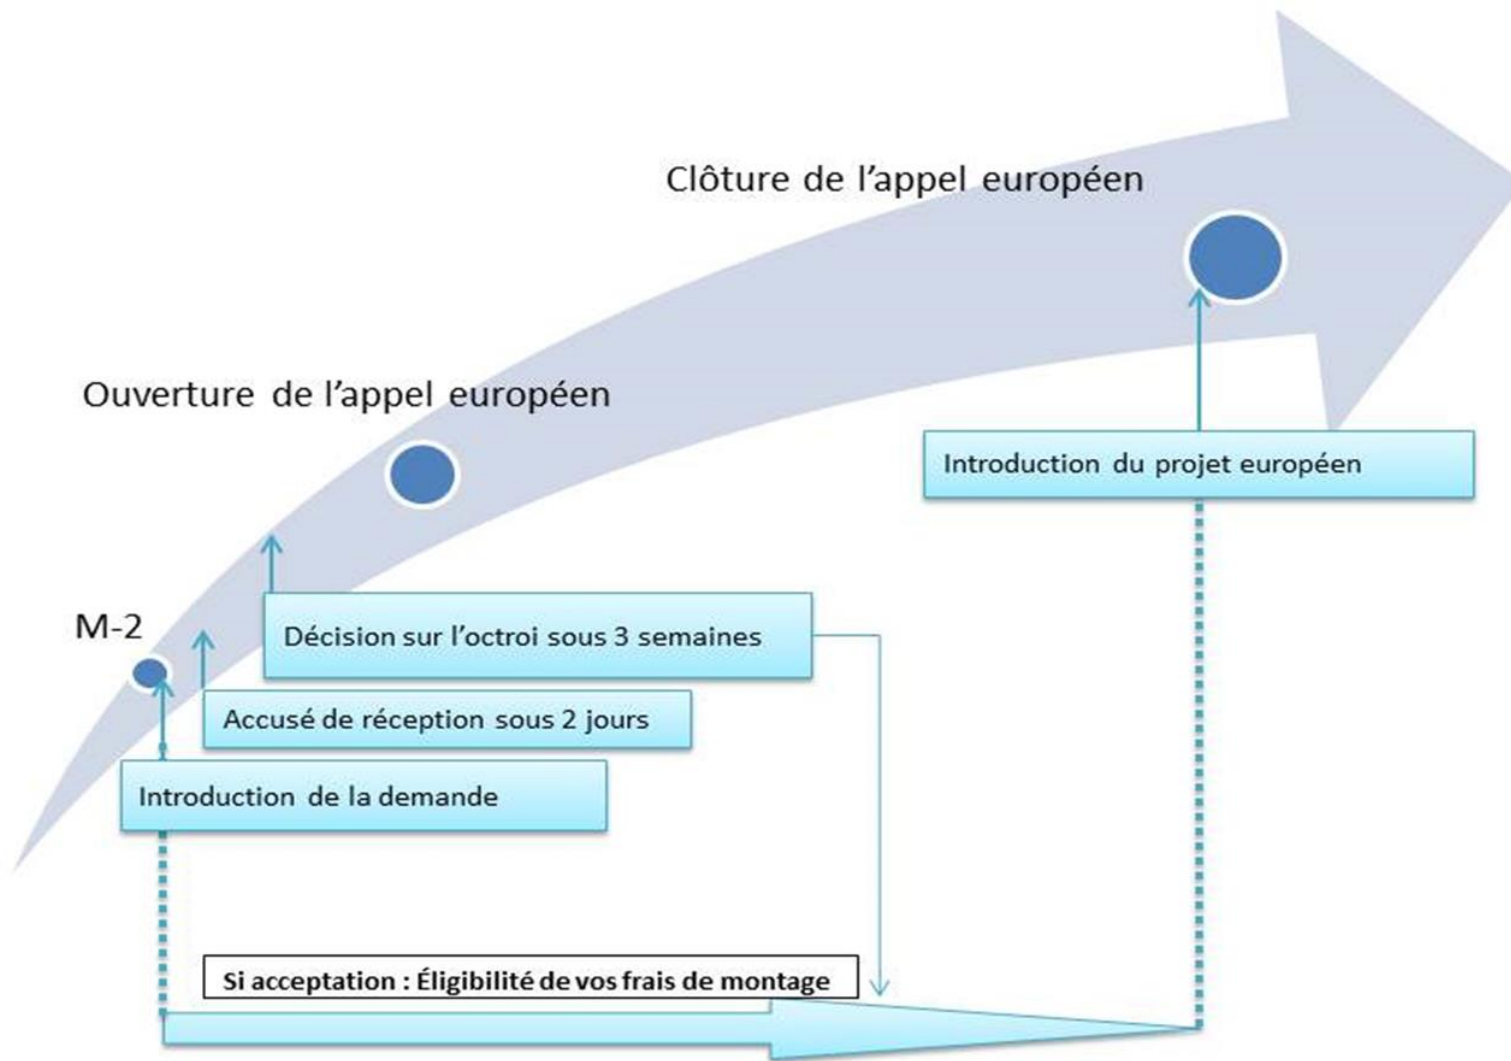 Clôture de l’appel européen
Ouverture de l’appel européen
Introduction du projet européen
M-2
Décision sur l’octroi sous 3 semaines
Accusé de réception sous 2 jours
Introduction de la demande
Si acceptation : Éligibilité de vos frais de montage